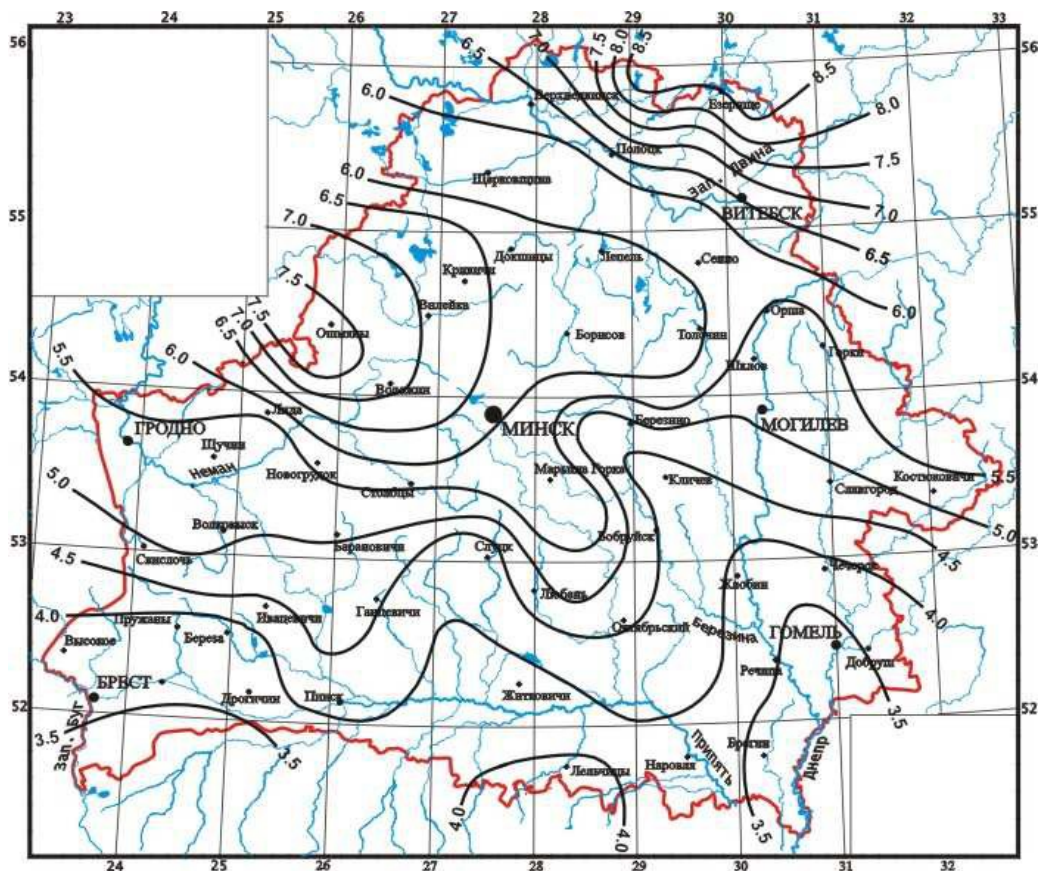 23 24 25 26 27 28 29 30 31 32 33
56 7.0 7.5 8.0 8.5 56
6.5
6.0 8.5
Верхнедвинск Езерище
8.0
Полоцк
Зап. Двина
7.5
6.0 Шарковщина
6.5 ВИТЕБСК 7.0
55 7.0 55
Докшицы Лепель Сенно 6.5
Кривичи
7.5 Вилейка 6.0
7.5 Ошмяны Борисов Толочин Орша
7.0
6.5 Шклов Горки
5.5 6.0
54 Воложин 54
Лида Березино
ГРОДНО МИНСК МОГИЛЕВ
Щучин
Неман Новогрудок Марьина Горка
5.0 Столбцы Кличев Славгород Костюковичи 5.5
Волковыск Бобруйск 5.0
53 Свислочь Барановичи Слуцк 53
4.5 4.5
Жлобин Чечерск
Ивацевичи Ганцевичи Любань 4.0
4.0 Пружаны
Высокое Береза Октябрьский Березина ГОМЕЛЬ
Речица Добруш
БРЕСТ Дрогичин Пинск Житковичи
52 3.5 52
3.5 Зап. Буг 3.5
Брагин
Лельчицы Наровля Припять Днепр
4.0 4.0 3.5
24 25 26 27 28 29 30 31 32